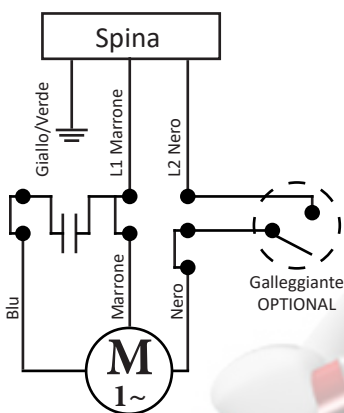 Spina
Giallo/Verde
L1 Marrone
L2 Nero
Blu
Marrone
Nero
Galleggiante
OPTIONAL
M
1~